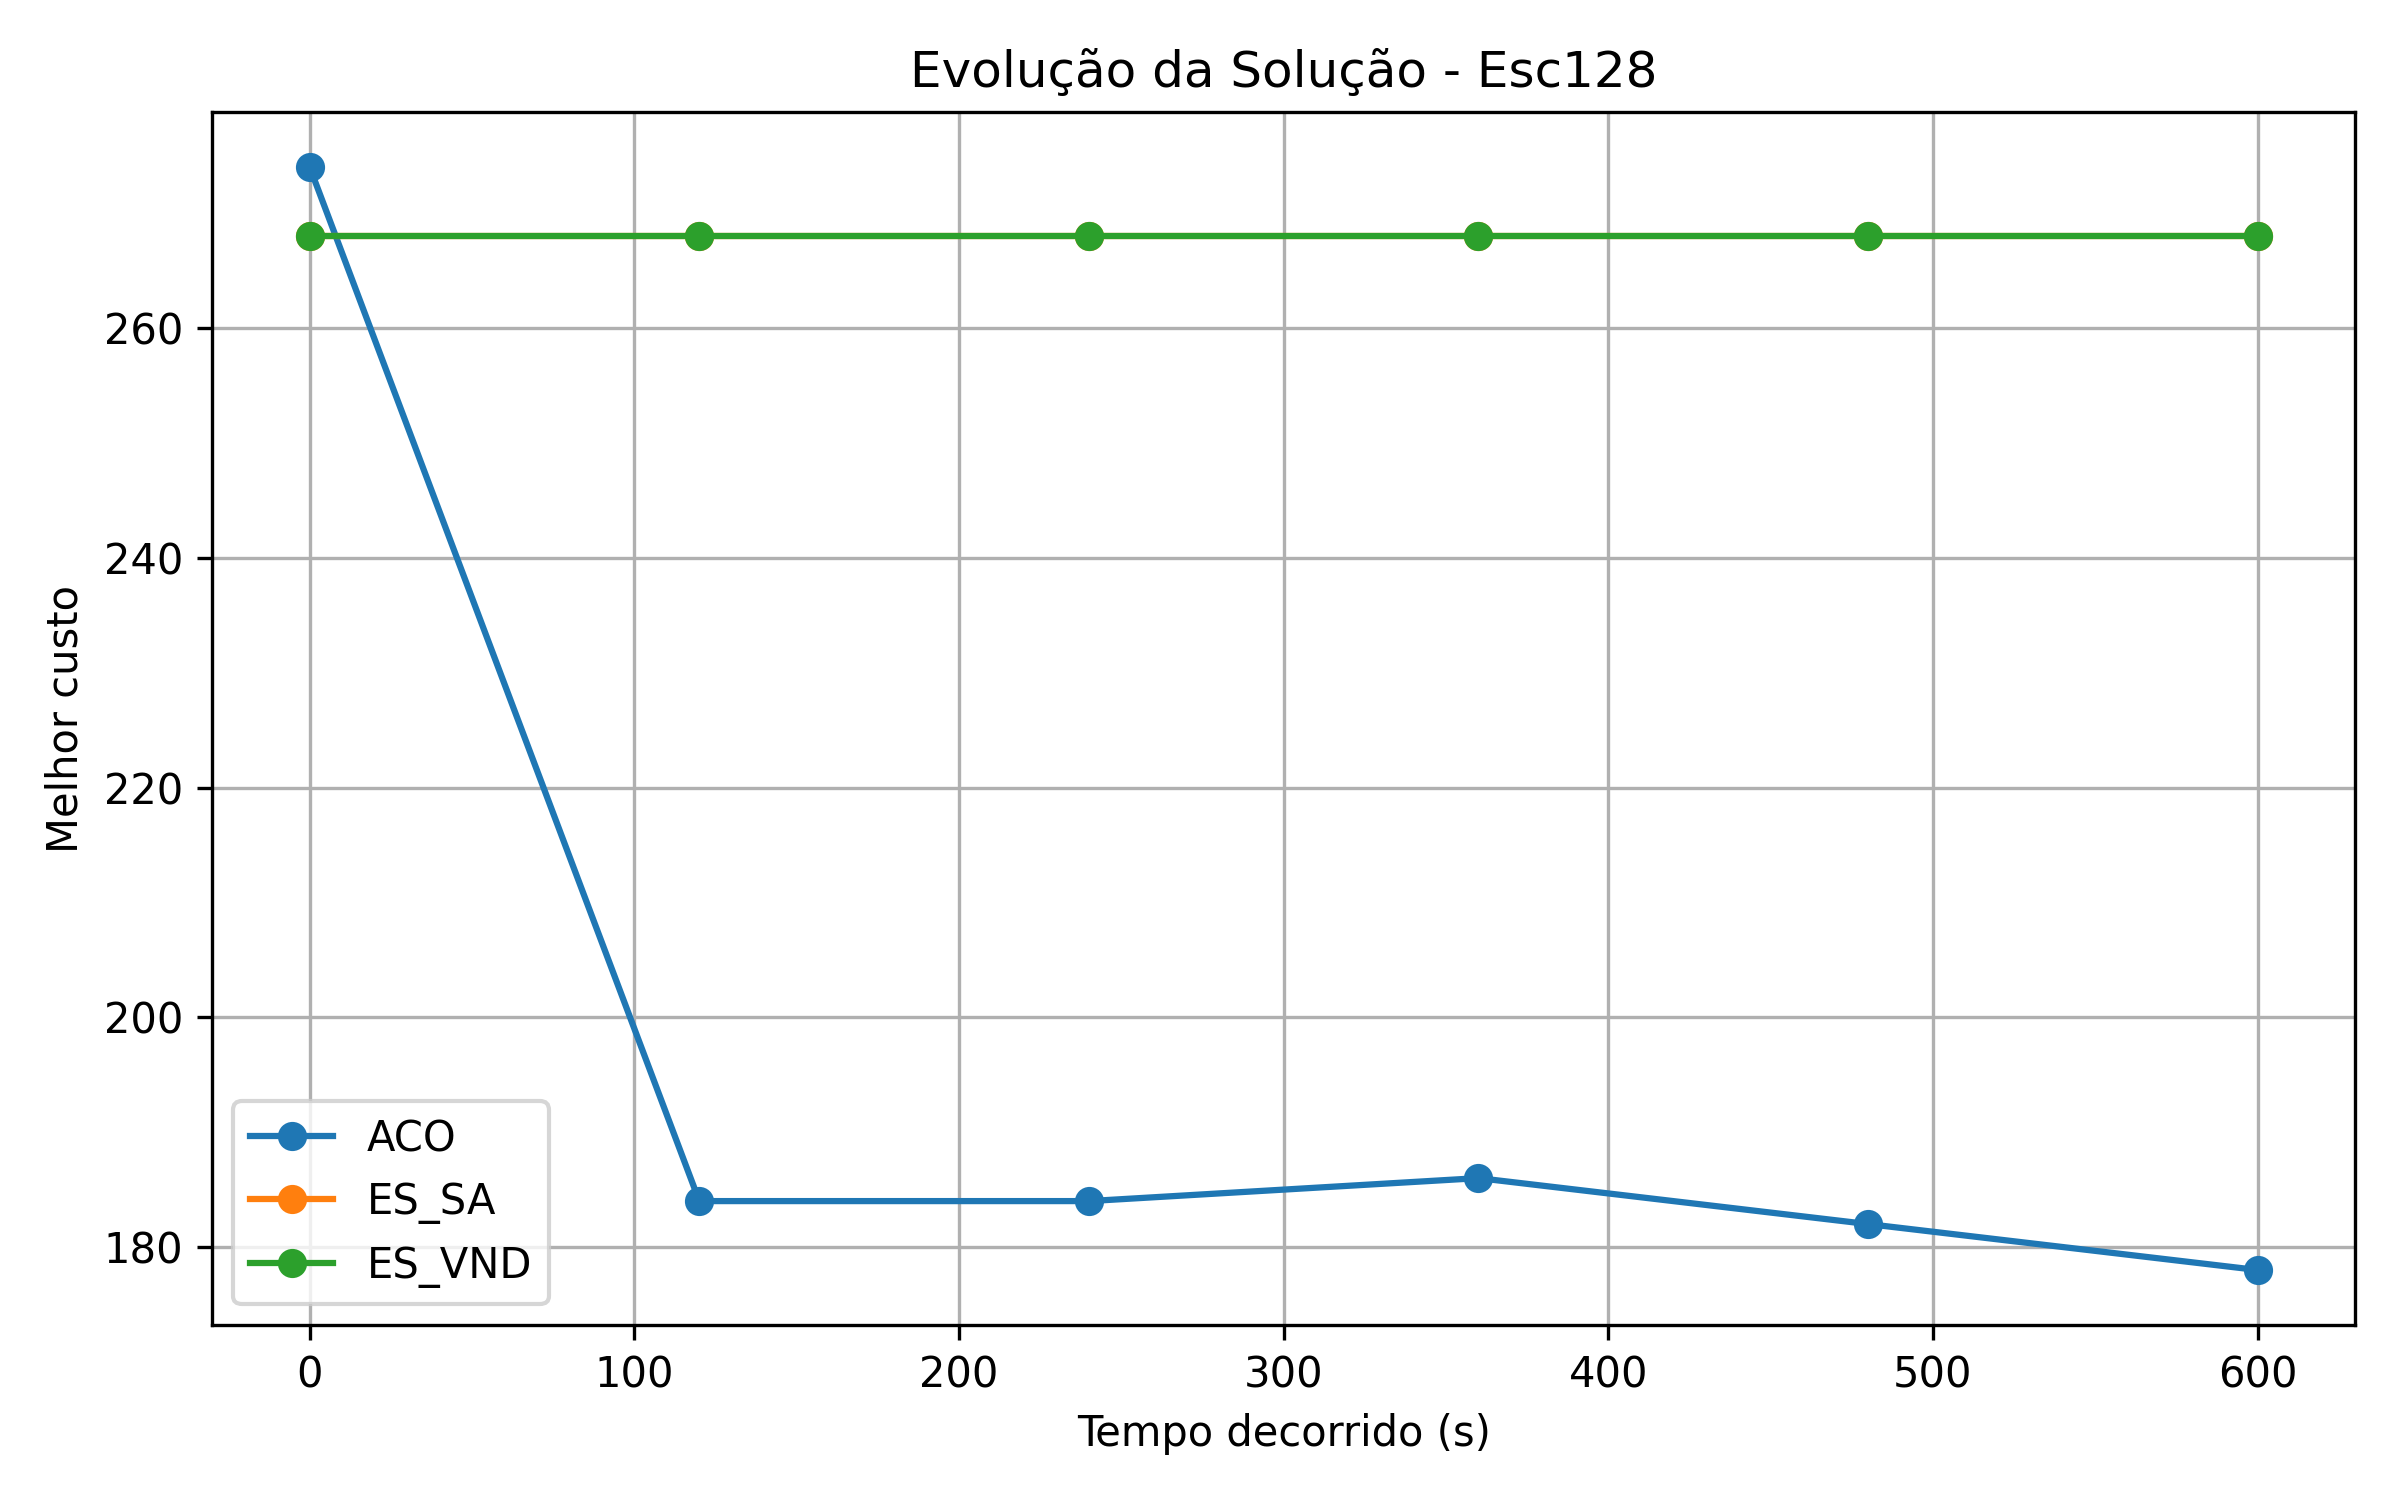 Evolução da Solução - Esc128
Melhor custo
260
240
220
200
180
ACO
ES_SA
ES_VND
0 100 200 300 400 500 600
Tempo decorrido (s)